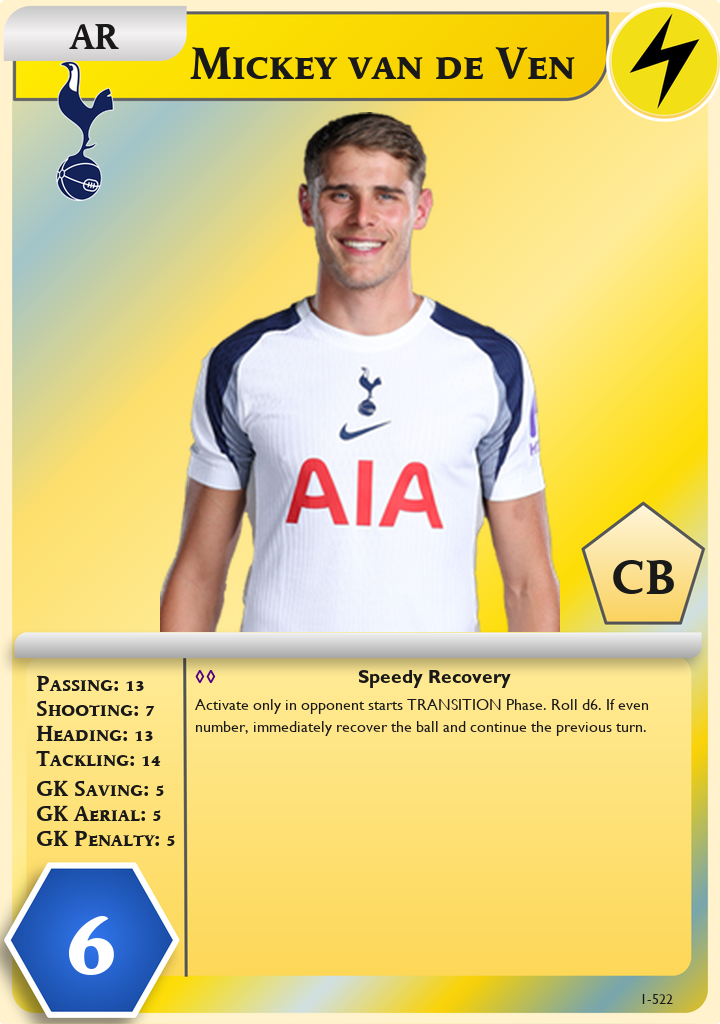 AR
Mickey van de Ven
AIA
CB
Passing: 13
Shooting: 7
Heading: 13
Tackling: 14
GK Saving: 5
GK Aerial: 5
GK Penalty: 5
6
Speedy Recovery
Activate only in opponent starts TRANSITION Phase. Roll d6. If even
number, immediately recover the ball and continue the previous turn.
1-522